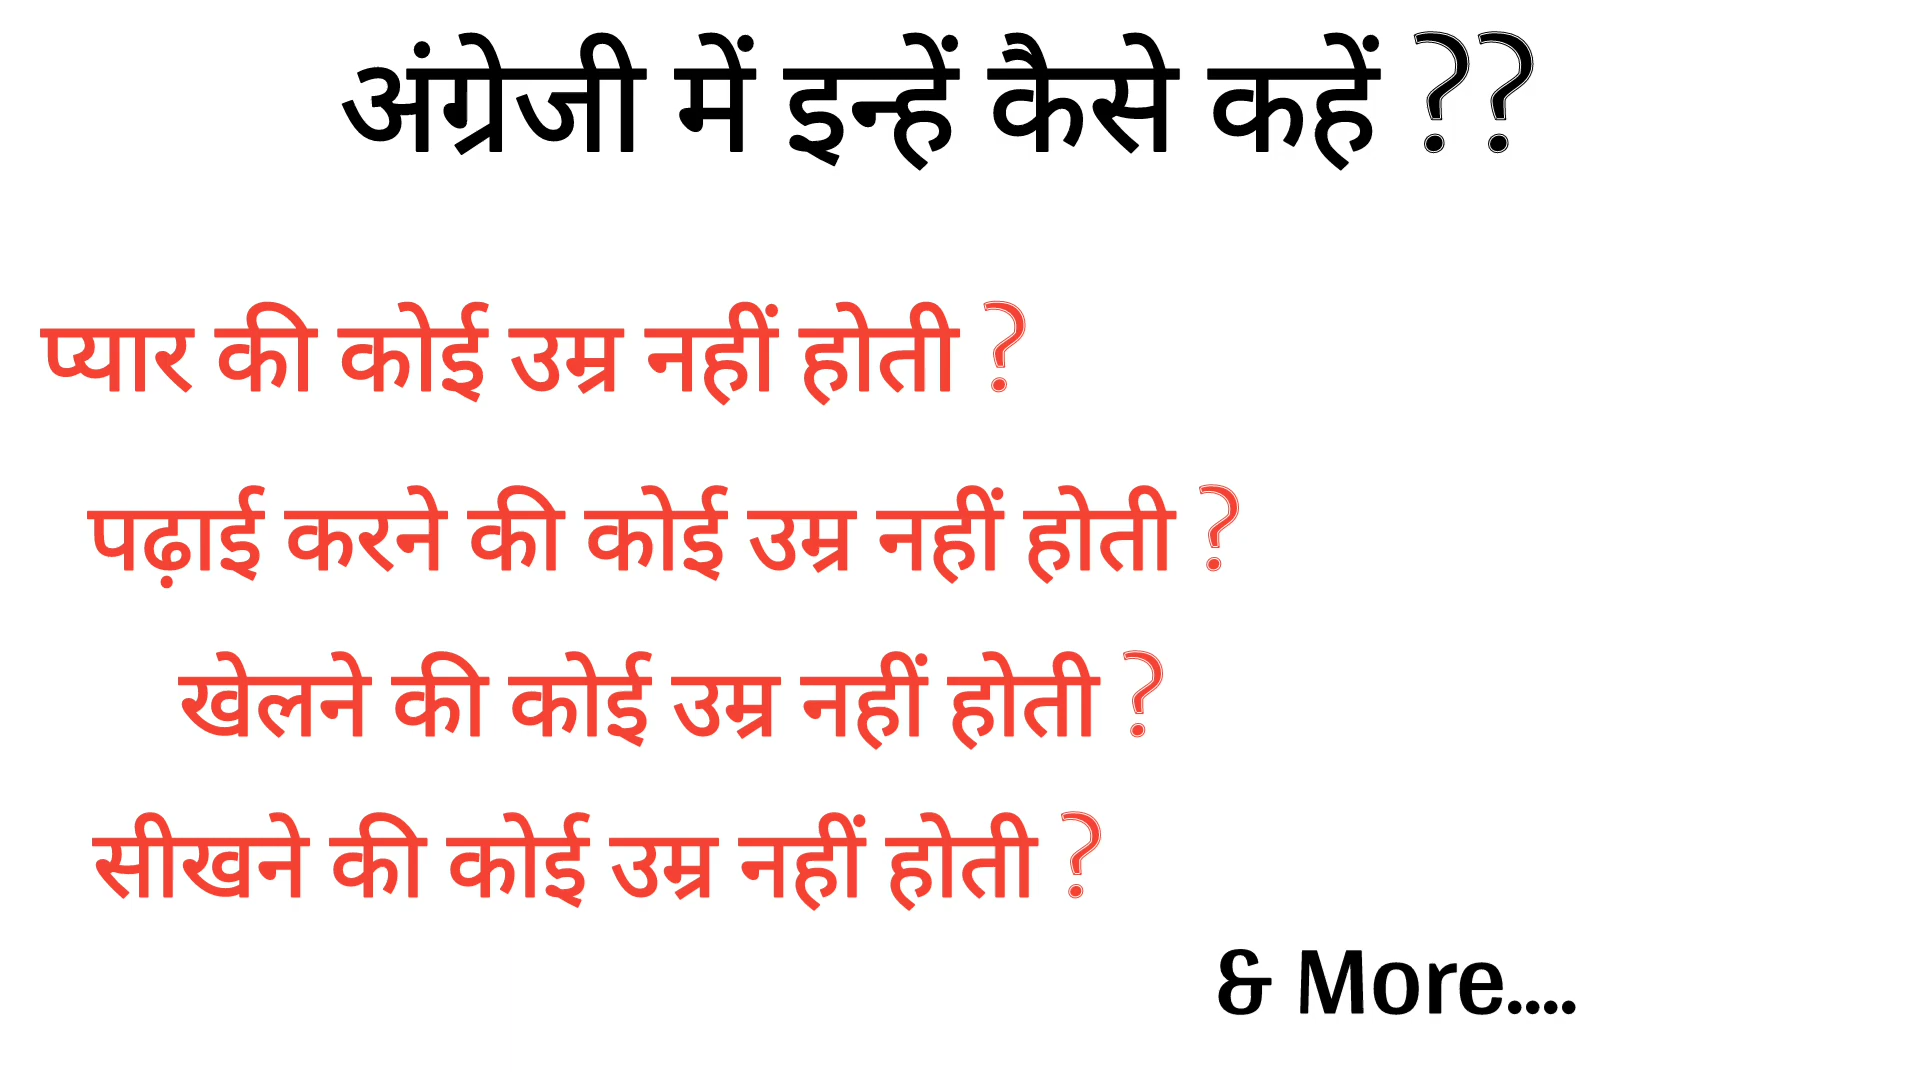 अंग्रेजी में इन्हें कैसे कहें ??
प्यार की कोई उम्र नहीं होती ?
पढ़ाई करने की कोई उम्र नहीं होती ?
खेलने की कोई उम्र नहीं होती ?
सीखने की कोई उम्र नहीं होती ?
& More....